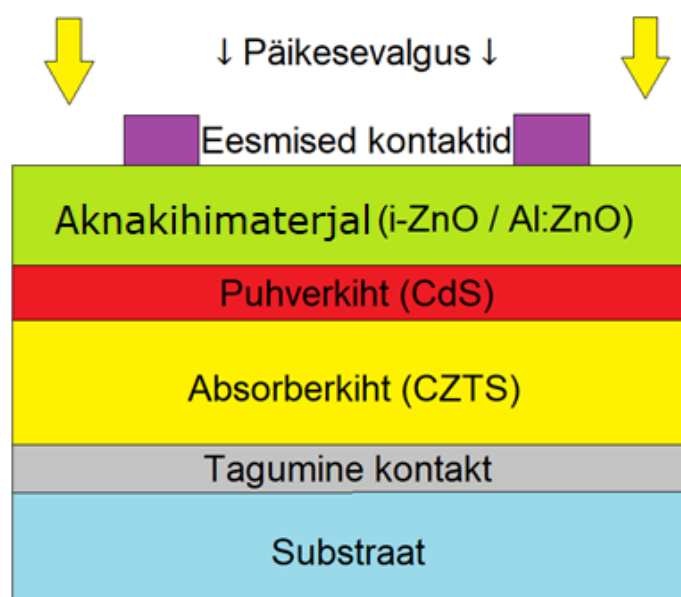 ↓ Päikesevalgus ↓
Eesmised kontaktid
Aknakihimaterjal (i-ZnO / Al:ZnO)
Puhverkiht (CdS)
Absorberkiht (CZTS)
Tagumine kontakt
Substraat